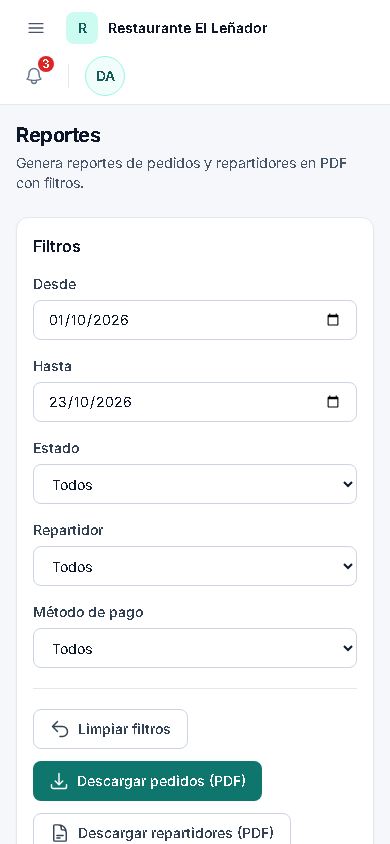 R Restaurante El Leñador
3
DA
Reportes
Genera reportes de pedidos y repartidores en PDF
con filtros.
Filtros
Desde
01/10/2026
Hasta
23/10/2026
Estado
Todos
Repartidor
Todos
Método de pago
Todos
Limpiar filtros
Descargar pedidos (PDF)
Descargar repartidores (PDF)